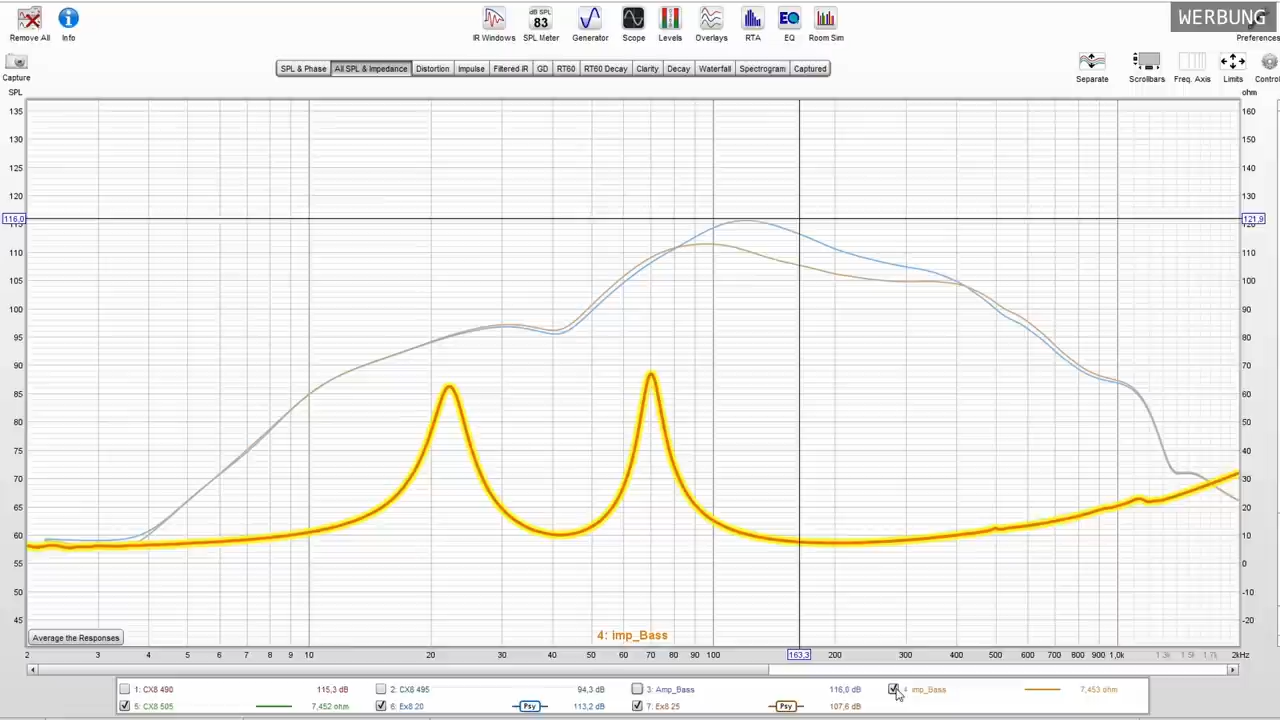 WERBUNG
dB SPL
83
EQ
Remove All Info IR Windows SPL Meter Generator Scope Levels Overlays RTA EQ Room Sim Preferences
Capture SPL & Phase All SPL & Impedance Distortion Impulse Filtered IR GD RT60 RT60 Decay Clarity Decay Waterfall Spectrogram Captured Separate Scrollbars Freq. Axis Limits Control
SPL ohm
135 160
130 150
125 140
120 130
116,0 121,9
115 120
110 110
105 100
100 90
95 80
90 70
85 60
80 50
75 40
70 30
65 20
60 10
55 0
50 -10
45 -20
Average the Responses 4: imp_Bass
2 3 4 5 6 7 8 9 10 20 30 40 50 60 70 80 90 100 163,3 200 300 400 500 600 700 800 900 1,0k 1.3k 1.5k 1.7k 2kHz
1: CX8 490 115,3 dB 2: CX8 495 94,3 dB 3: Amp_Bass 116,0 dB 4: imp_Bass 7,453 ohm
5: CX8 505 7,452 ohm 6: Ex8 20 Psy 113,2 dB 7: Ex8 25 Psy 107,6 dB